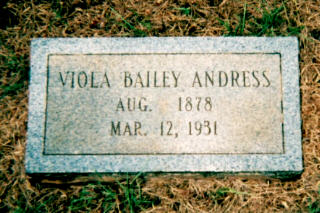 VIOLA BAILEY ANDRESS
AUG. 1878
MAR. 12, 1931